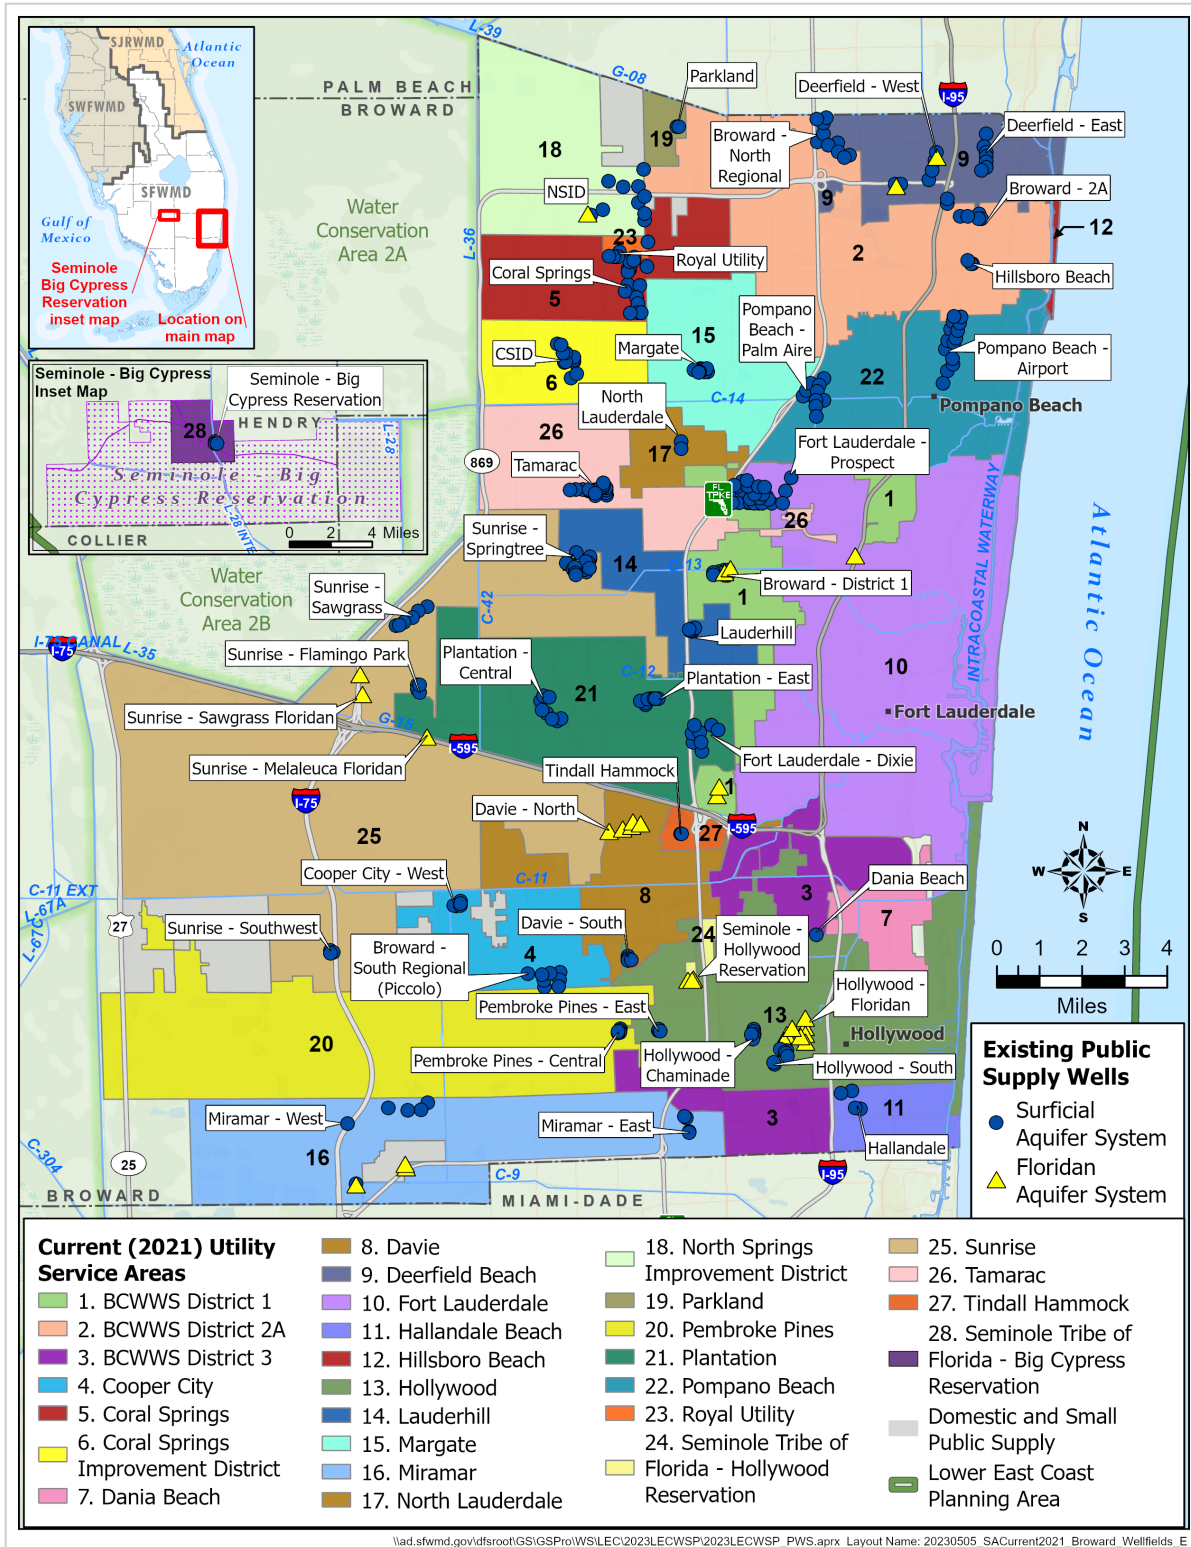 L-39
G-08
PALM BEACH
BROWARD
Parkland
Deerfield - West
I-95
Broward -
North
Regional
Deerfield - East
Broward - 2A
SJRWMD
Atlantic
Ocean
SWFWMD
SFWMD
Gulf of
Mexico
Seminole
Big Cypress
Reservation
inset map
Location on
main map
18
19
9
9
NSID
12
Water
Conservation
Area 2A
L-36
23
Royal Utility
2
Hillsboro Beach
Coral Springs
5
Pompano
Beach -
Palm Aire
15
Margate
CSID
6
Pompano Beach -
Airport
22
C-14
Pompano Beach
North
Lauderdale
Seminole - Big Cypress
Inset Map
Seminole - Big
Cypress Reservation
28
HENDRY
L-28
Seminole - Big
Cypress Reservation
L-28 INTE
COLLIER
0 2 4 Miles
26
869
17
Fort Lauderdale -
Prospect
Tamarac
FL
TPKE
1
26
Sunrise -
Springtree
14
C-13
Broward - District 1
1
INTRACOASTAL WATERWAY
Atlantic Ocean
Water
Conservation
Area 2B
Sunrise -
Sawgrass
C-42
Lauderhill
I-75 CANAL
L-35
I-75
Sunrise - Flamingo Park
Plantation -
Central
C-12
Plantation - East
10
21
Sunrise - Sawgrass Floridan
G-15
Fort Lauderdale
I-595
Sunrise - Melaleuca Floridan
Tindall Hammock
Fort Lauderdale - Dixie
1
I-75
Davie - North
27
I-595
25
N
W
E
S
Cooper City - West
C-11
C-11 EXT
L-67A
L-67C
8
3
Dania Beach
7
27
Sunrise - Southwest
Davie - South
24
Seminole -
Hollywood
Reservation
Broward -
South Regional
(Piccolo)
4
0 1 2 3 4
Miles
Hollywood -
Floridan
Pembroke Pines - East
13
Hollywood
20
Pembroke Pines - Central
Hollywood -
Chaminade
Hollywood - South
Existing Public
Supply Wells
Surficial
Aquifer System
Floridan
Aquifer System
Miramar - West
Miramar - East
3
11
Hallandale
C-304
25
16
I-95
C-9
BROWARD
MIAMI-DADE
Current (2021) Utility
Service Areas
1. BCWWS District 1
2. BCWWS District 2A
3. BCWWS District 3
4. Cooper City
5. Coral Springs
6. Coral Springs
Improvement District
7. Dania Beach
8. Davie
9. Deerfield Beach
10. Fort Lauderdale
11. Hallandale Beach
12. Hillsboro Beach
13. Hollywood
14. Lauderhill
15. Margate
16. Miramar
17. North Lauderdale
18. North Springs
Improvement District
19. Parkland
20. Pembroke Pines
21. Plantation
22. Pompano Beach
23. Royal Utility
24. Seminole Tribe of
Florida - Hollywood
Reservation
25. Sunrise
26. Tamarac
27. Tindall Hammock
28. Seminole Tribe of
Florida - Big Cypress
Reservation
Domestic and Small
Public Supply
Lower East Coast
Planning Area
\\ad.sfwmd.gov\dfsroot\GS\GSPro\WS\LEC\2023LECWSP\2023LECWSP_PWS.aprx Layout Name: 20230505_SACurrent2021_Broward_Wellfields_E